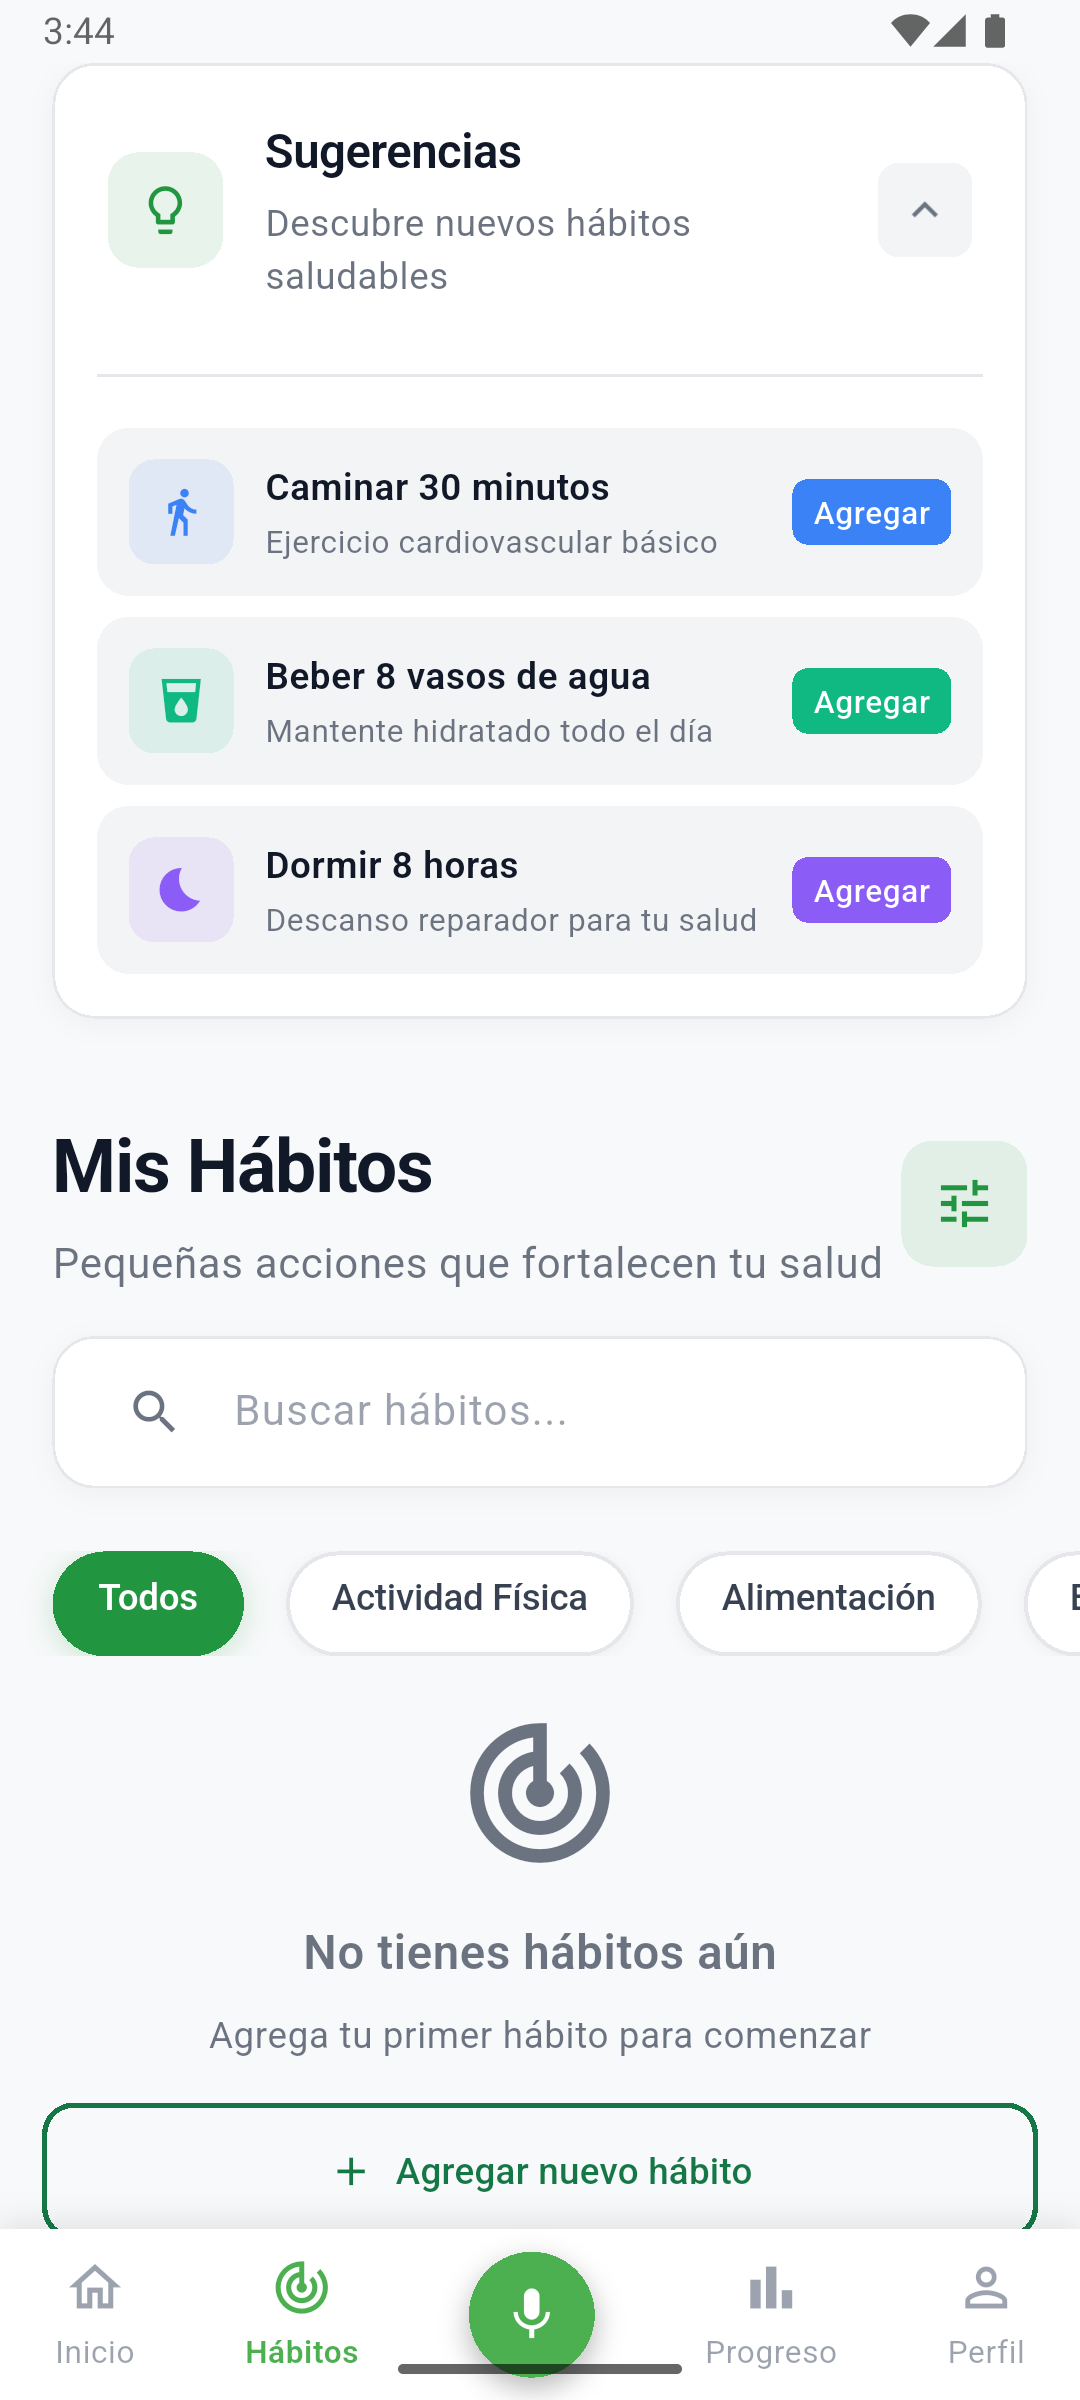 3:44
Sugerencias
Descubre nuevos hábitos
saludables
Caminar 30 minutos
Ejercicio cardiovascular básico
Agregar
Beber 8 vasos de agua
Mantente hidratado todo el día
Agregar
Dormir 8 horas
Descanso reparador para tu salud
Agregar
Mis Hábitos
Pequeñas acciones que fortalecen tu salud
Buscar hábitos...
Todos
Actividad Física
Alimentación
No tienes hábitos aún
Agrega tu primer hábito para comenzar
Agregar nuevo hábito
Inicio
Hábitos
Progreso
Perfil